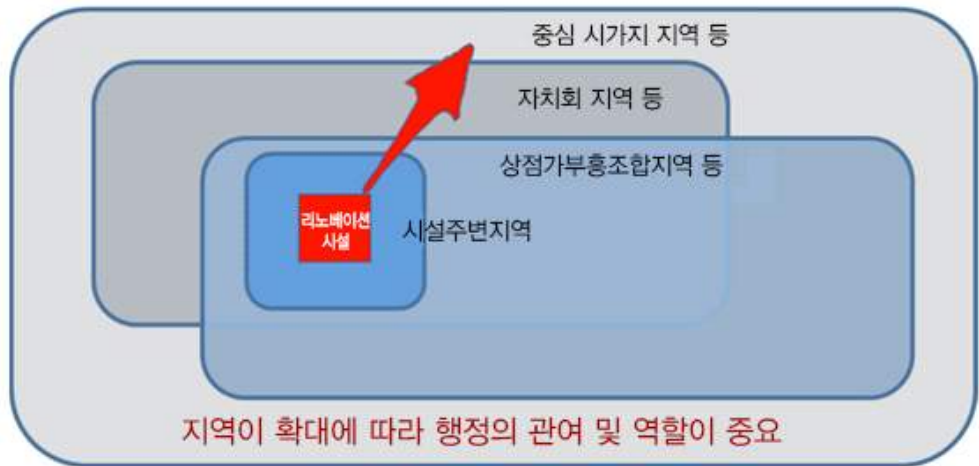 중심 시가지 지역 등
자치회 지역 등
상점가부흥조합지역 등
리노베이션
시설
시설주변지역
지역이 확대에 따라 행정의 관여 및 역할이 중요